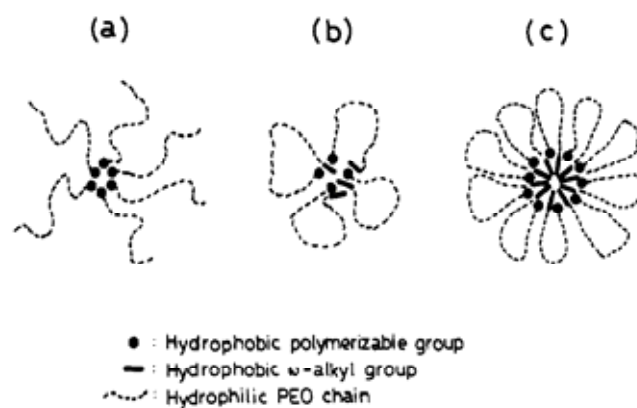 (a) (b) (c)
● : Hydrophobic polymerizable group
– : Hydrophobic ω-alkyl group
: Hydrophilic PEO chain